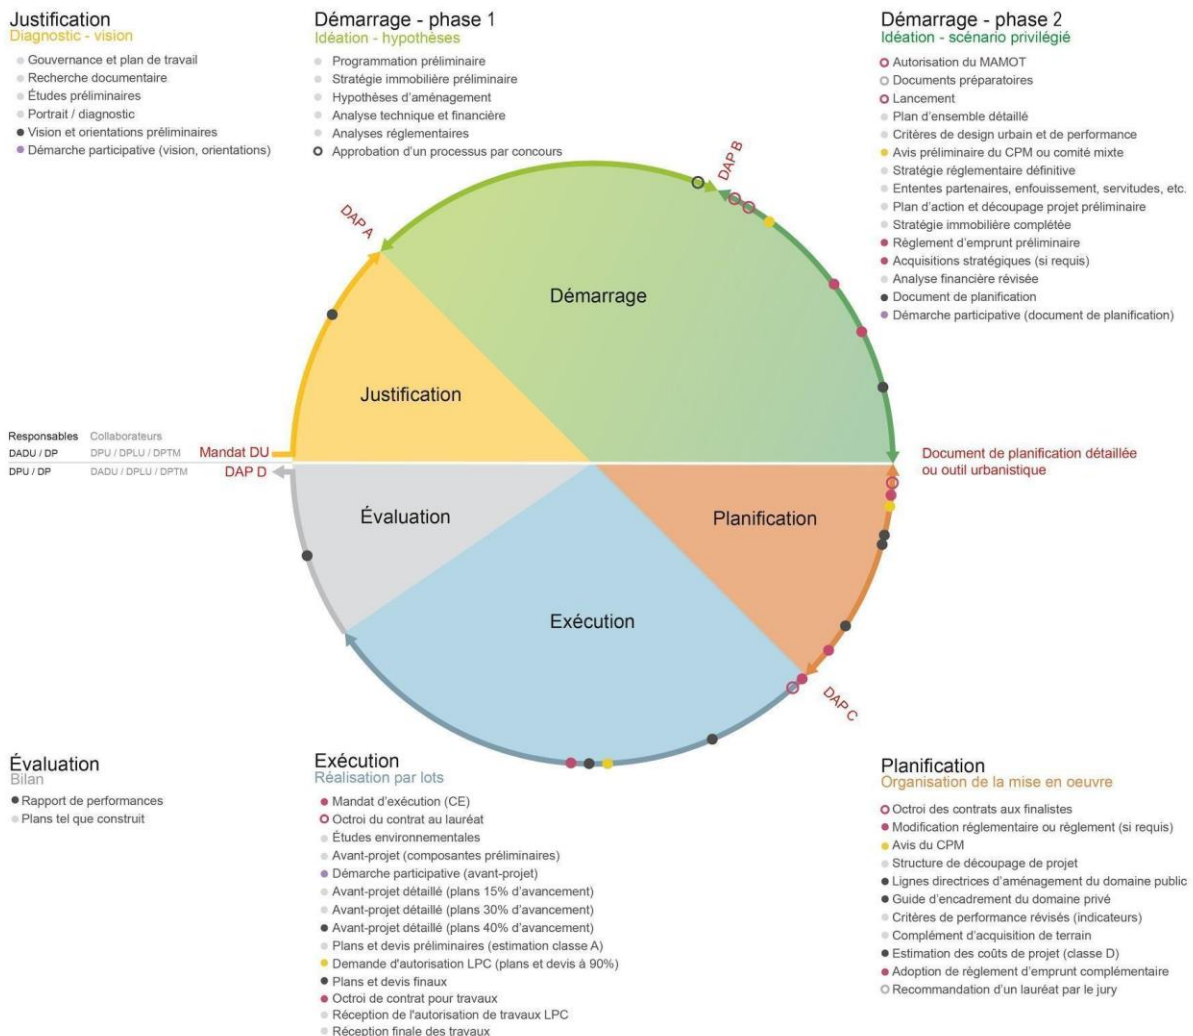 Justification
Diagnostic - vision
Gouvernance et plan de travail
Recherche documentaire
Études préliminaires
Portrait / diagnostic
Vision et orientations préliminaires
Démarche participative (vision, orientations)
Démarrage - phase 1
Idéation - hypothèses
Programmation préliminaire
Stratégie immobilière préliminaire
Hypothèses d'aménagement
Analyse technique et financière
Analyses réglementaires
Approbation d'un processus par concours
Démarrage - phase 2
Idéation - scénario privilégié
Autorisation du MAMOT
Documents préparatoires
Lancement
Plan d'ensemble détaillé
Critères de design urbain et de performance
Avis préliminaire du CPM ou comité mixte
Stratégie réglementaire définitive
Ententes partenaires, enfouissement, servitudes, etc.
Plan d'action et découpage projet préliminaire
Stratégie immobilière complétée
Règlement d'emprunt préliminaire
Acquisitions stratégiques (si requis)
Analyse financière révisée
Document de planification
Démarche participative (document de planification)
DAP A
DAP B
Démarrage
Justification
Responsables Collaborateurs
DADU / DP DPU / DPLU / DPTM Mandat DU
DPU / DP DADU / DPLU / DPTM DAP D
Document de planification détaillée
ou outil urbanistique
Évaluation
Planification
Exécution
DAP C
Évaluation
Bilan
Rapport de performances
Plans tel que construit
Exécution
Réalisation par lots
Mandat d'exécution (CE)
Octroi du contrat au lauréat
Études environnementales
Avant-projet (composantes préliminaires)
Démarche participative (avant-projet)
Avant-projet détaillé (plans 15% d'avancement)
Avant-projet détaillé (plans 30% d'avancement)
Avant-projet détaillé (plans 40% d'avancement)
Plans et devis préliminaires (estimation classe A)
Demande d'autorisation LPC (plans et devis à 90%)
Plans et devis finaux
Octroi de contrat pour travaux
Réception de l'autorisation de travaux LPC
Réception finale des travaux
Planification
Organisation de la mise en oeuvre
Octroi des contrats aux finalistes
Modification réglementaire ou règlement (si requis)
Avis du CPM
Structure de découpage de projet
Lignes directrices d'aménagement du domaine public
Guide d'encadrement du domaine privé
Critères de performance révisés (indicateurs)
Complément d'acquisition de terrain
Estimation des coûts de projet (classe D)
Adoption de règlement d'emprunt complémentaire
Recommandation d'un lauréat par le jury